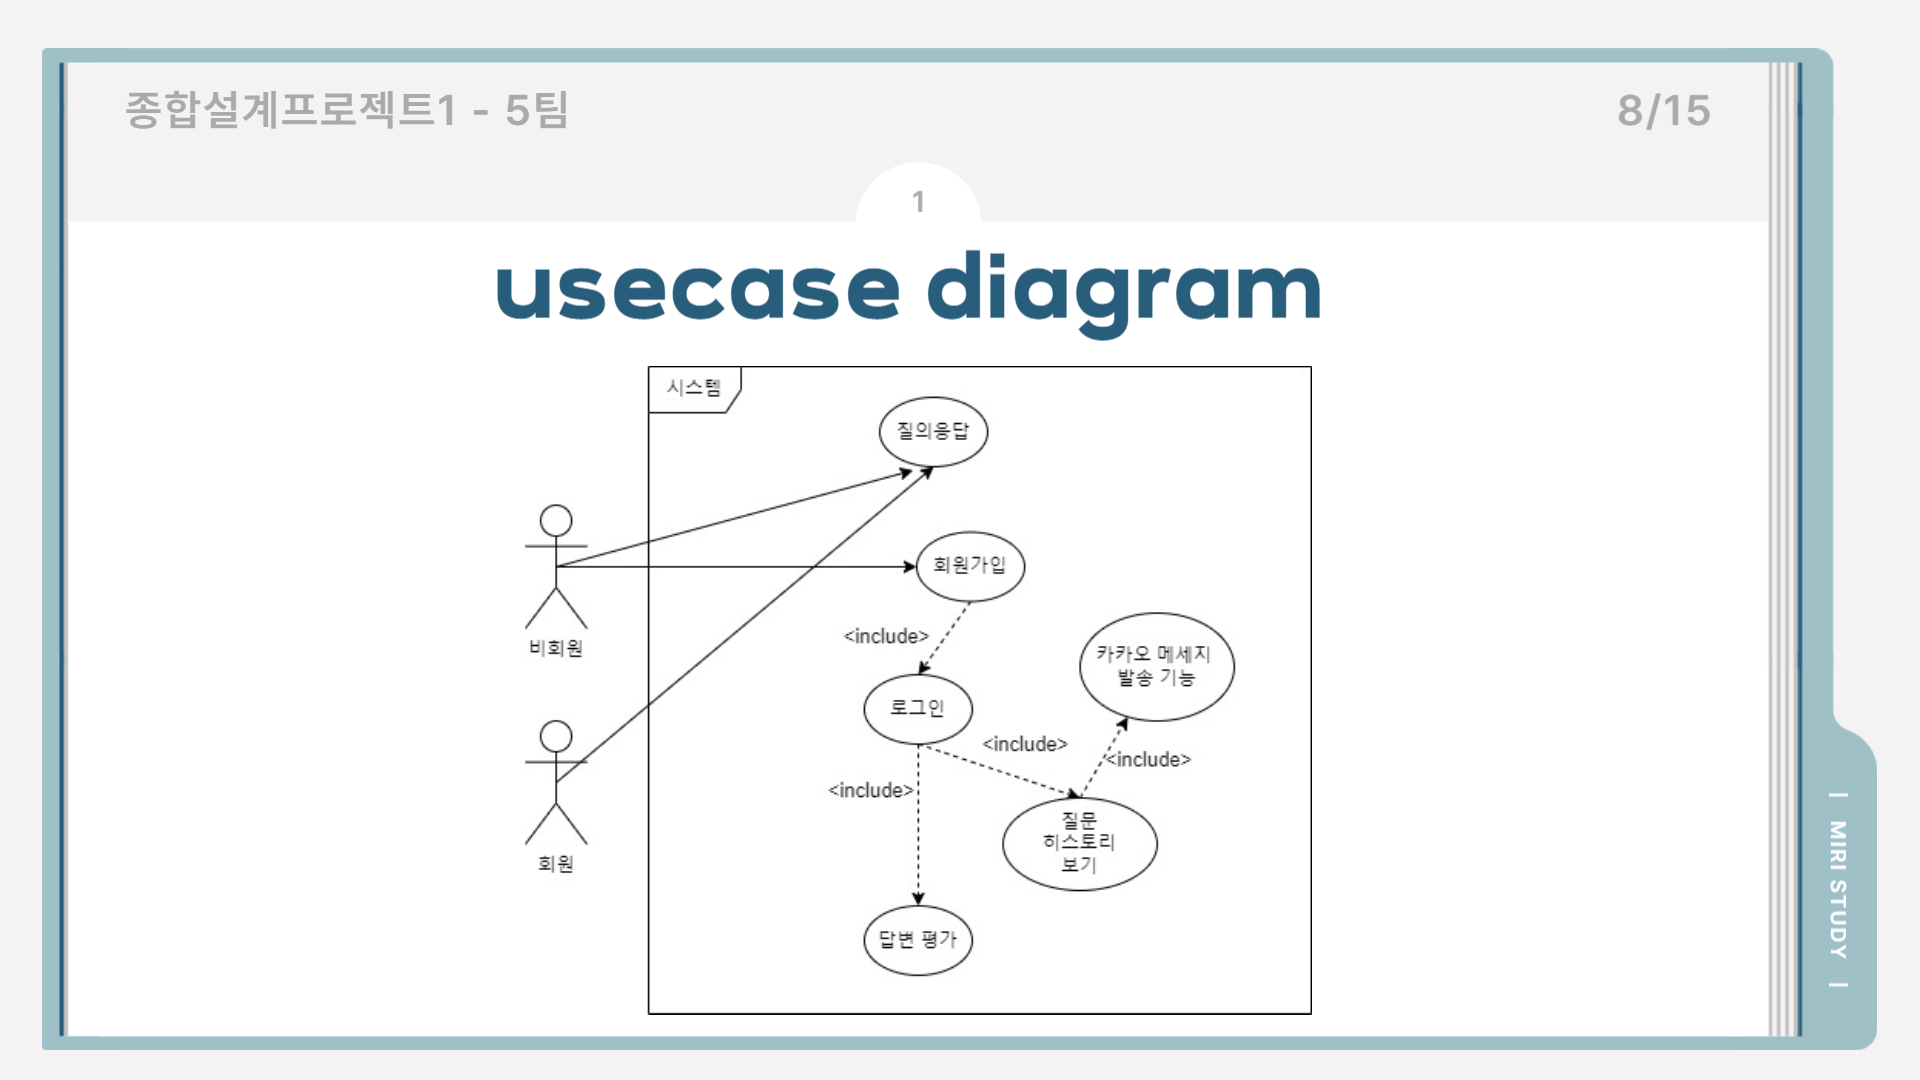 종합설계프로젝트1 - 5팀
8/15
1
usecase diagram
시스템
질의응답
회원가입
비회원
<include>
카카오 메세지
발송 기능
로그인
<include>
<include>
<include>
질문
히스토리
보기
회원
답변 평가
| MIRI STUDY |